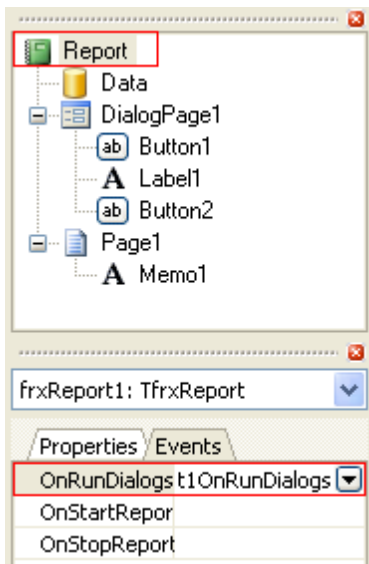 Report
Data
DialogPage1
ab Button1
A Label1
ab Button2
Page1
A Memo1
frxReport1: TfrxReport
Properties Events
OnRunDialogs t1OnRunDialogs
OnStartRepor
OnStopReport